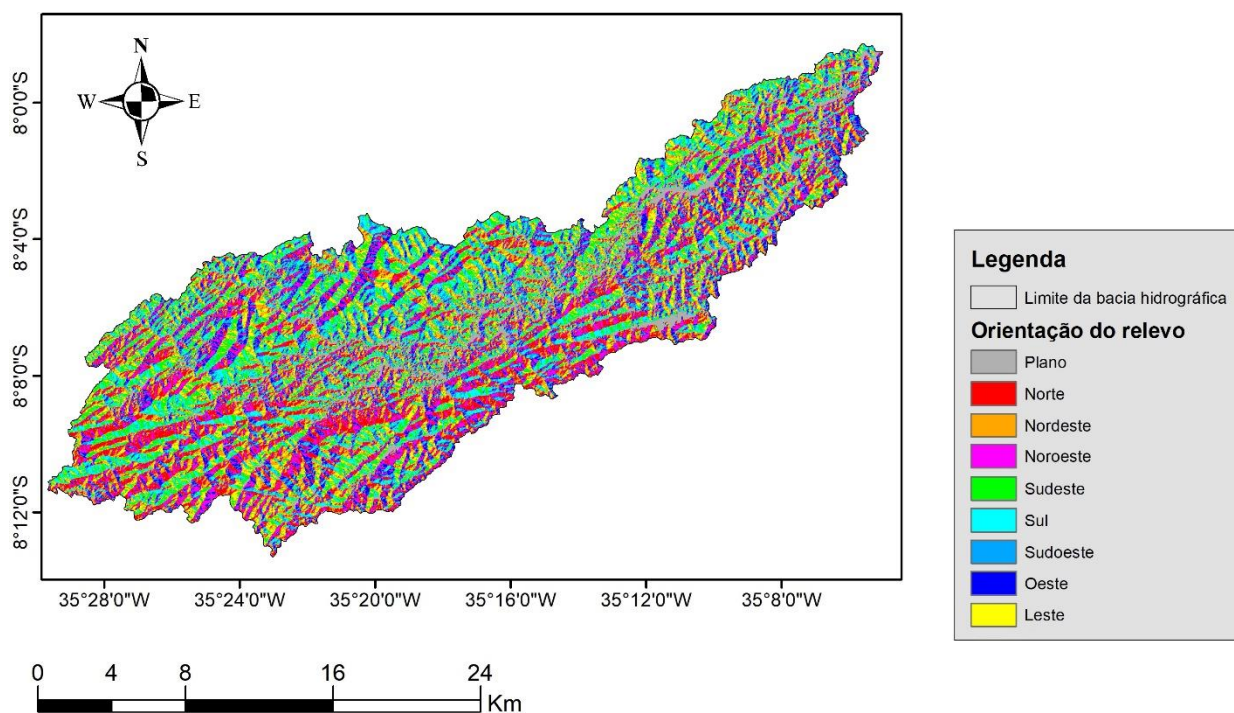 N
W E
S
8°0'0"S
8°4'0"S
8°8'0"S
8°12'0"S
35°28'0"W 35°24'0"W 35°20'0"W 35°16'0"W 35°12'0"W 35°8'0"W
0 4 8 16 24
Km
Legenda
Limite da bacia hidrográfica
Orientação do relevo
Plano
Norte
Nordeste
Noroeste
Sudeste
Sul
Sudoeste
Oeste
Leste